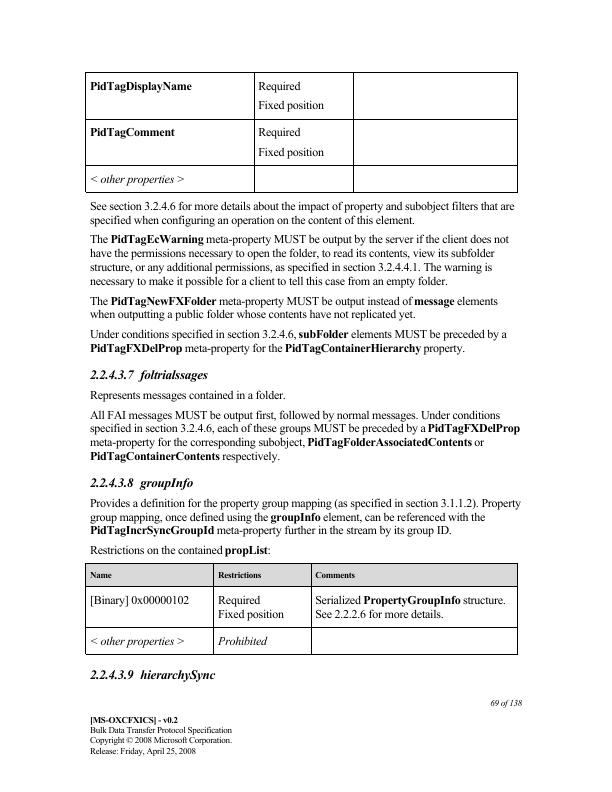 PidTagDisplayName Required
Fixed position
PidTagComment Required
Fixed position
< other properties >
See section 3.2.4.6 for more details about the impact of property and subobject filters that are
specified when configuring an operation on the content of this element.
The PidTagEcWarning meta-property MUST be output by the server if the client does not
have the permissions necessary to open the folder, to read its contents, view its subfolder
structure, or any additional permissions, as specified in section 3.2.4.4.1. The warning is
necessary to make it possible for a client to tell this case from an empty folder.
The PidTagNewFXFolder meta-property MUST be output instead of message elements
when outputting a public folder whose contents have not replicated yet.
Under conditions specified in section 3.2.4.6, subFolder elements MUST be preceded by a
PidTagFXDelProp meta-property for the PidTagContainerHierarchy property.
2.2.4.3.7 foltrialssages
Represents messages contained in a folder.
All FAI messages MUST be output first, followed by normal messages. Under conditions
specified in section 3.2.4.6, each of these groups MUST be preceded by a PidTagFXDelProp
meta-property for the corresponding subobject, PidTagFolderAssociatedContents or
PidTagContainerContents respectively.
2.2.4.3.8 groupInfo
Provides a definition for the property group mapping (as specified in section 3.1.1.2). Property
group mapping, once defined using the groupInfo element, can be referenced with the
PidTagIncrSyncGroupId meta-property further in the stream by its group ID.
Restrictions on the contained propList:
Name Restrictions Comments
[Binary] 0x00000102 Required Serialized PropertyGroupInfo structure.
Fixed position See 2.2.2.6 for more details.
< other properties > Prohibited
2.2.4.3.9 hierarchySync
69 of 138
[MS-OXCFXICS] - v0.2
Bulk Data Transfer Protocol Specification
Copyright © 2008 Microsoft Corporation.
Release: Friday, April 25, 2008